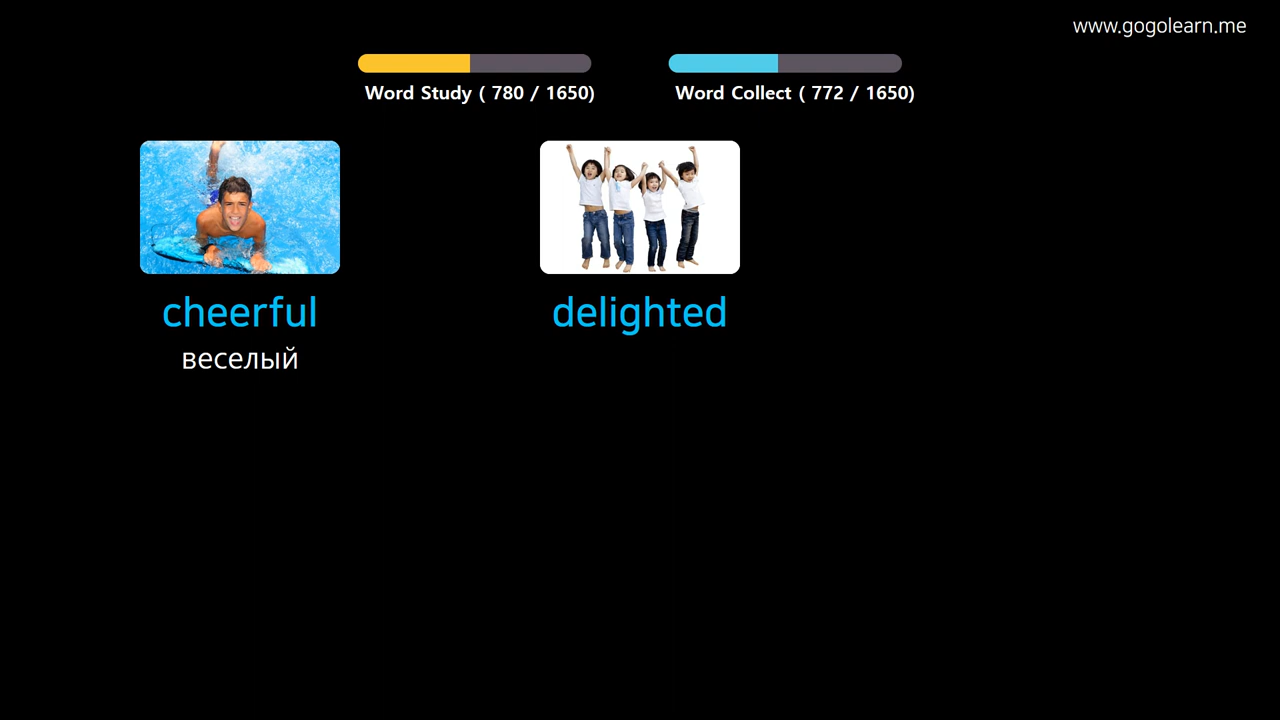 www.gogolearn.me
Word Study ( 780 / 1650)
Word Collect ( 772 / 1650)
cheerful
delighted
веселый